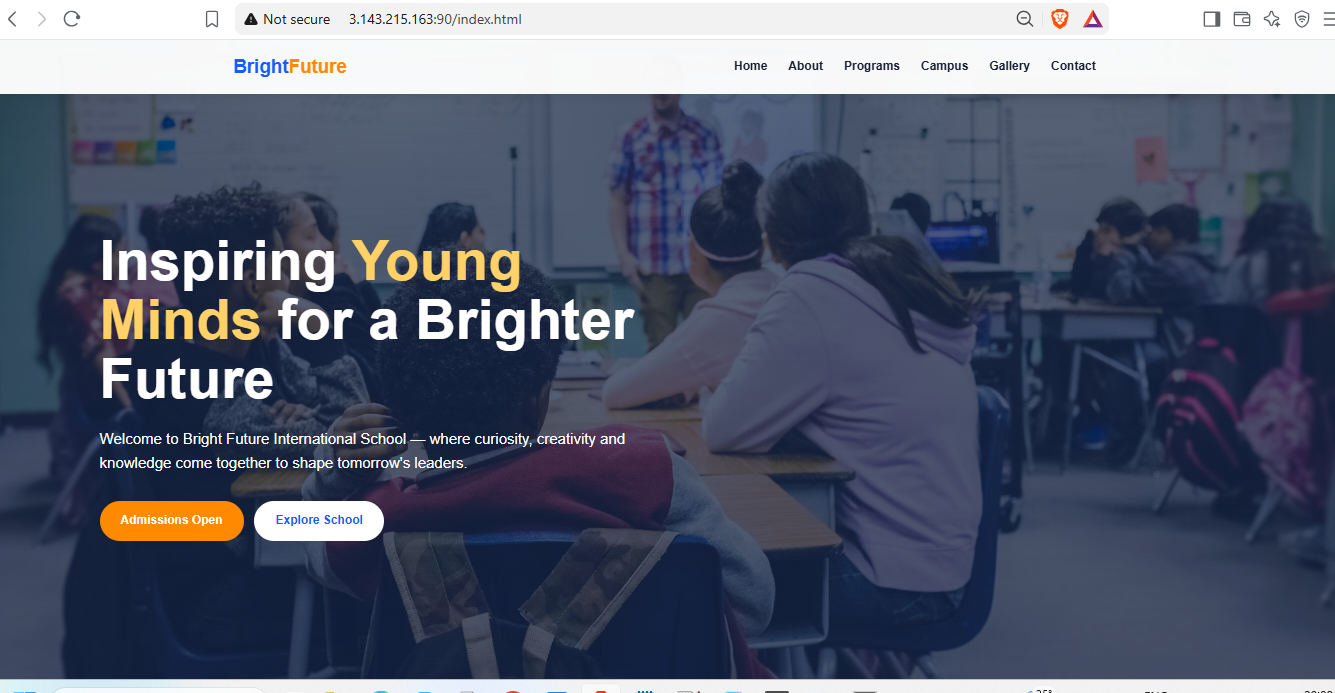 Not secure 3.143.215.163:90/index.html
BrightFuture
Home About Programs Campus Gallery Contact
Inspiring Young
Minds for a Brighter
Future
Welcome to Bright Future International School — where curiosity, creativity and
knowledge come together to shape tomorrow's leaders.
Admissions Open Explore School